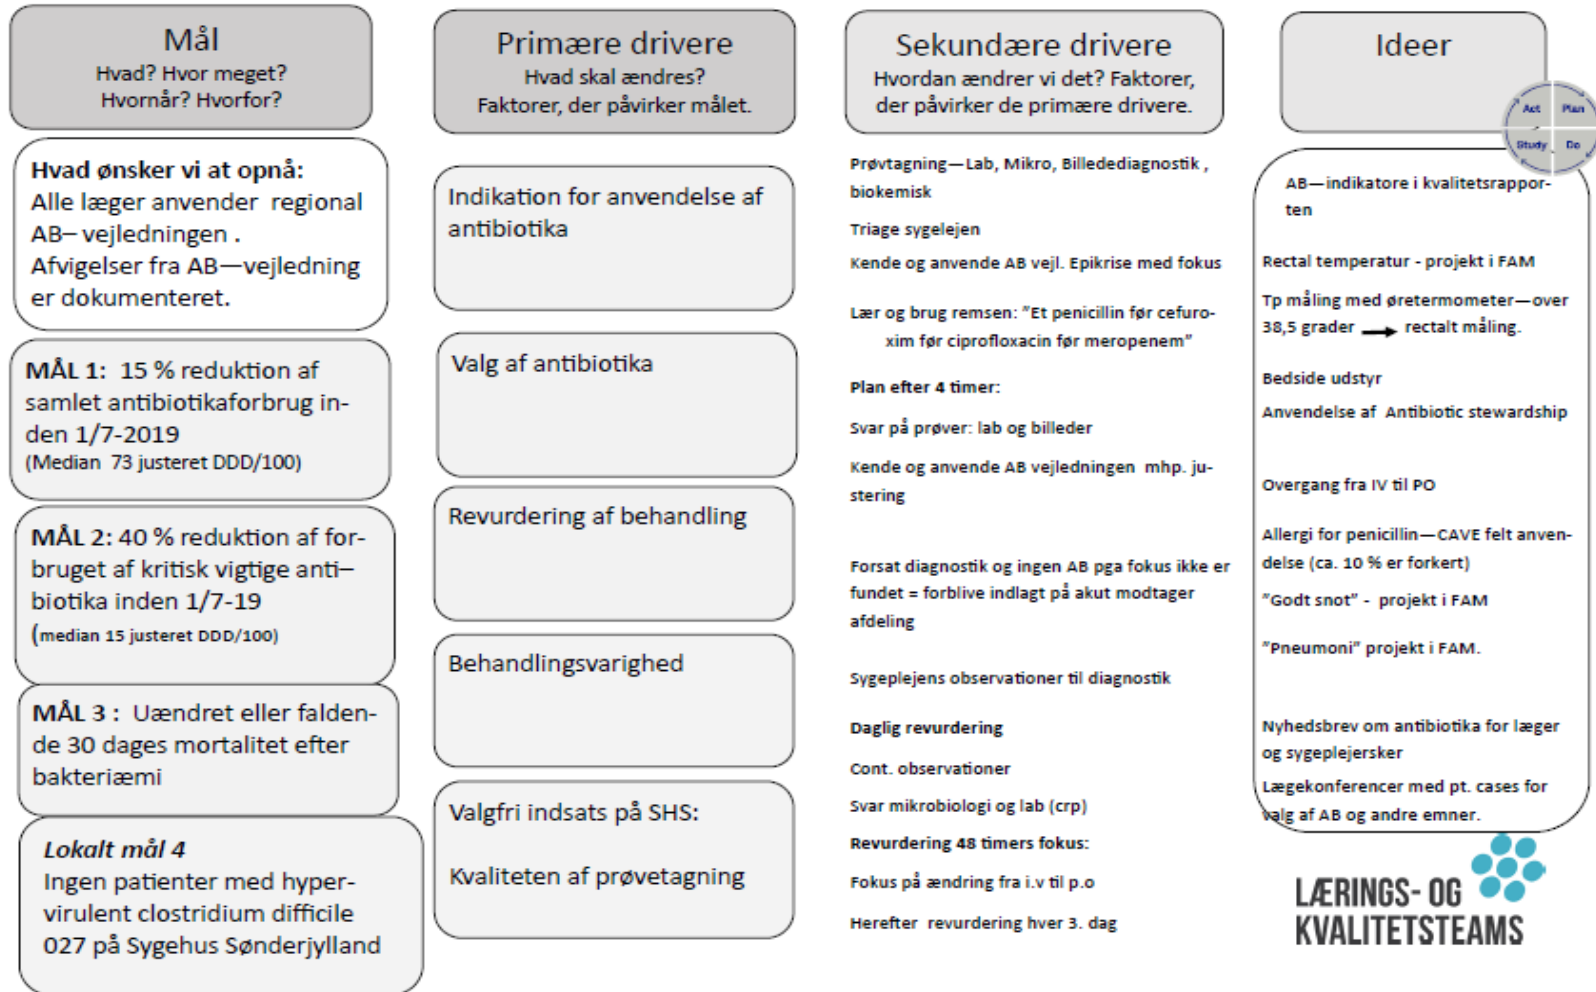 Mål
Hvad? Hvor meget?
Hvornår? Hvorfor?
Hvad ønsker vi at opnå:
Alle læger anvender regional
AB– vejledningen .
Afvigelser fra AB—vejledning
er dokumenteret.
MÅL 1: 15 % reduktion af
samlet antibiotikaforbrug in-
den 1/7-2019
(Median 73 justeret DDD/100)
MÅL 2: 40 % reduktion af for-
bruget af kritisk vigtige anti–
biotika inden 1/7-19
(median 15 justeret DDD/100)
MÅL 3 : Uændret eller falden-
de 30 dages mortalitet efter
bakteriæmi
Lokalt mål 4
Ingen patienter med hyper-
virulent clostridium difficile
027 på Sygehus Sønderjylland
Primære drivere
Hvad skal ændres?
Faktorer, der påvirker målet.
Indikation for anvendelse af
antibiotika
Valg af antibiotika
Revurdering af behandling
Behandlingsvarighed
Valgfri indsats på SHS:
Kvaliteten af prøvetagning
Sekundære drivere
Hvordan ændrer vi det? Faktorer,
der påvirker de primære drivere.
Prøvtagning—Lab, Mikro, Billedediagnostik ,
biokemisk
Triage sygelejen
Kende og anvende AB vejl. Epikrise med fokus
Lær og brug remsen: ”Et penicillin før cefuro-
xim før ciprofloxacin før meropenem”
Plan efter 4 timer:
Svar på prøver: lab og billeder
Kende og anvende AB vejledningen mhp. ju-
stering
Forsat diagnostik og ingen AB pga fokus ikke er
fundet = forblive indlagt på akut modtager
afdeling
Sygeplejens observationer til diagnostik
Daglig revurdering
Cont. observationer
Svar mikrobiologi og lab (crp)
Revurdering 48 timers fokus:
Fokus på ændring fra i.v til p.o
Herefter revurdering hver 3. dag
Ideer
Act Plan
Study Do
AB—indikatore i kvalitetsrappor-
ten
Rectal temperatur - projekt i FAM
Tp måling med øretermometer—over
38,5 grader → rectalt måling.
Bedside udstyr
Anvendelse af Antibiotic stewardship
Overgang fra IV til PO
Allergi for penicillin—CAVE felt anven-
delse (ca. 10 % er forkert)
”Godt snot” - projekt i FAM
”Pneumoni” projekt i FAM.
Nyhedsbrev om antibiotika for læger
og sygeplejersker
Lægekonferencer med pt. cases for
valg af AB og andre emner.
LÆRINGS- OG
KVALITETSTEAMS